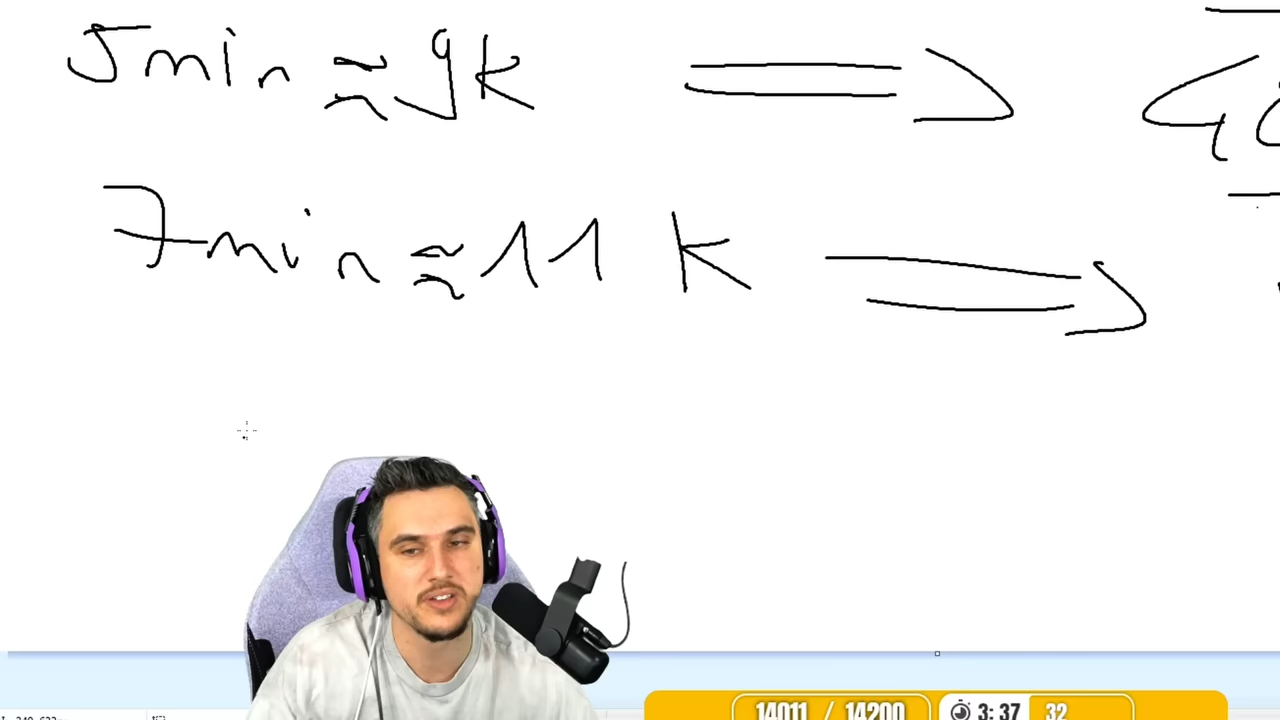 5min ≈ 9k ⇒
7min ≈ 11 k ⇒
14011 / 14200 3:37 32